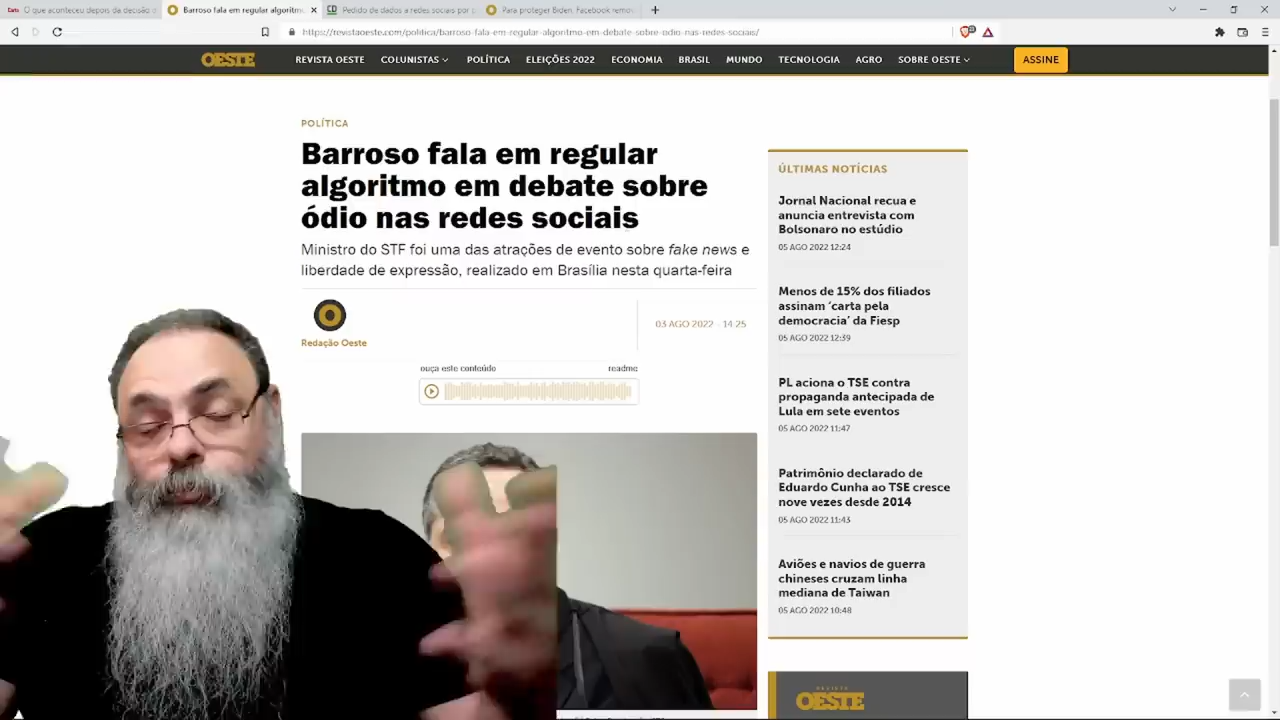 O que aconteceu depois da decisão d
Barroso fala em regular algoritmo
Pedido de dados a redes sociais por
Para proteger Biden, Facebook remov
https://revistaoeste.com/politica/barroso-fala-em-regular-algoritmo-em-debate-sobre-odio-nas-redes-sociais/
OESTE
REVISTA OESTE
COLUNISTAS
POLÍTICA
ELEIÇÕES 2022
ECONOMIA
BRASIL
MUNDO
TECNOLOGIA
AGRO
SOBRE OESTE
ASSINE
POLÍTICA
Barroso fala em regular
algoritmo em debate sobre
ódio nas redes sociais
Ministro do STF foi uma das atrações de evento sobre fake news e
liberdade de expressão, realizado em Brasília nesta quarta-feira
Redação Oeste
03 AGO 2022 - 14:25
ouça este conteúdo
readme
ÚLTIMAS NOTÍCIAS
Jornal Nacional recua e
anuncia entrevista com
Bolsonaro no estúdio
05 AGO 2022 12:24
Menos de 15% dos filiados
assinam ‘carta pela
democracia’ da Fiesp
05 AGO 2022 12:39
PL aciona o TSE contra
propaganda antecipada de
Lula em sete eventos
05 AGO 2022 11:47
Patrimônio declarado de
Eduardo Cunha ao TSE cresce
nove vezes desde 2014
05 AGO 2022 11:43
Aviões e navios de guerra
chineses cruzam linha
mediana de Taiwan
05 AGO 2022 10:48
REVISTA
OESTE